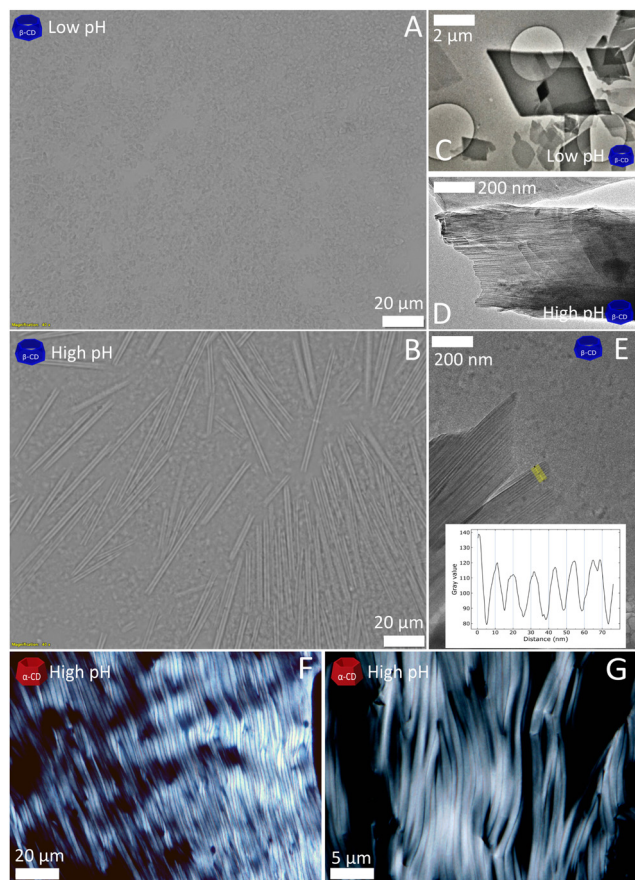 β-CD
Low pH
A
20 µm
2 µm
C
Low pH
β-CD
200 nm
D
High pH
β-CD
β-CD
High pH
B
20 µm
200 nm
β-CD
E
140
130
120
110
100
90
80
Gray value
0 10 20 30 40 50 60 70
Distance (nm)
α-CD
High pH
F
20 µm
α-CD
High pH
G
5 µm